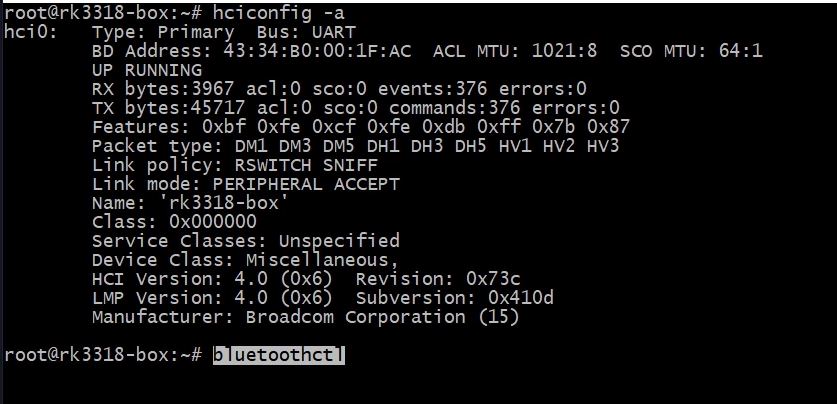 root@rk3318-box:~# hciconfig -a
hci0:   Type: Primary  Bus: UART
        BD Address: 43:34:B0:00:1F:AC  ACL MTU: 1021:8  SCO MTU: 64:1
        UP RUNNING
        RX bytes:3967 acl:0 sco:0 events:376 errors:0
        TX bytes:45717 acl:0 sco:0 commands:376 errors:0
        Features: 0xbf 0xfe 0xcf 0xfe 0xdb 0xff 0x7b 0x87
        Packet type: DM1 DM3 DM5 DH1 DH3 DH5 HV1 HV2 HV3
        Link policy: RSWITCH SNIFF
        Link mode: PERIPHERAL ACCEPT
        Name: 'rk3318-box'
        Class: 0x000000
        Service Classes: Unspecified
        Device Class: Miscellaneous,
        HCI Version: 4.0 (0x6)  Revision: 0x73c
        LMP Version: 4.0 (0x6)  Subversion: 0x410d
        Manufacturer: Broadcom Corporation (15)
root@rk3318-box:~# bluetoothctl